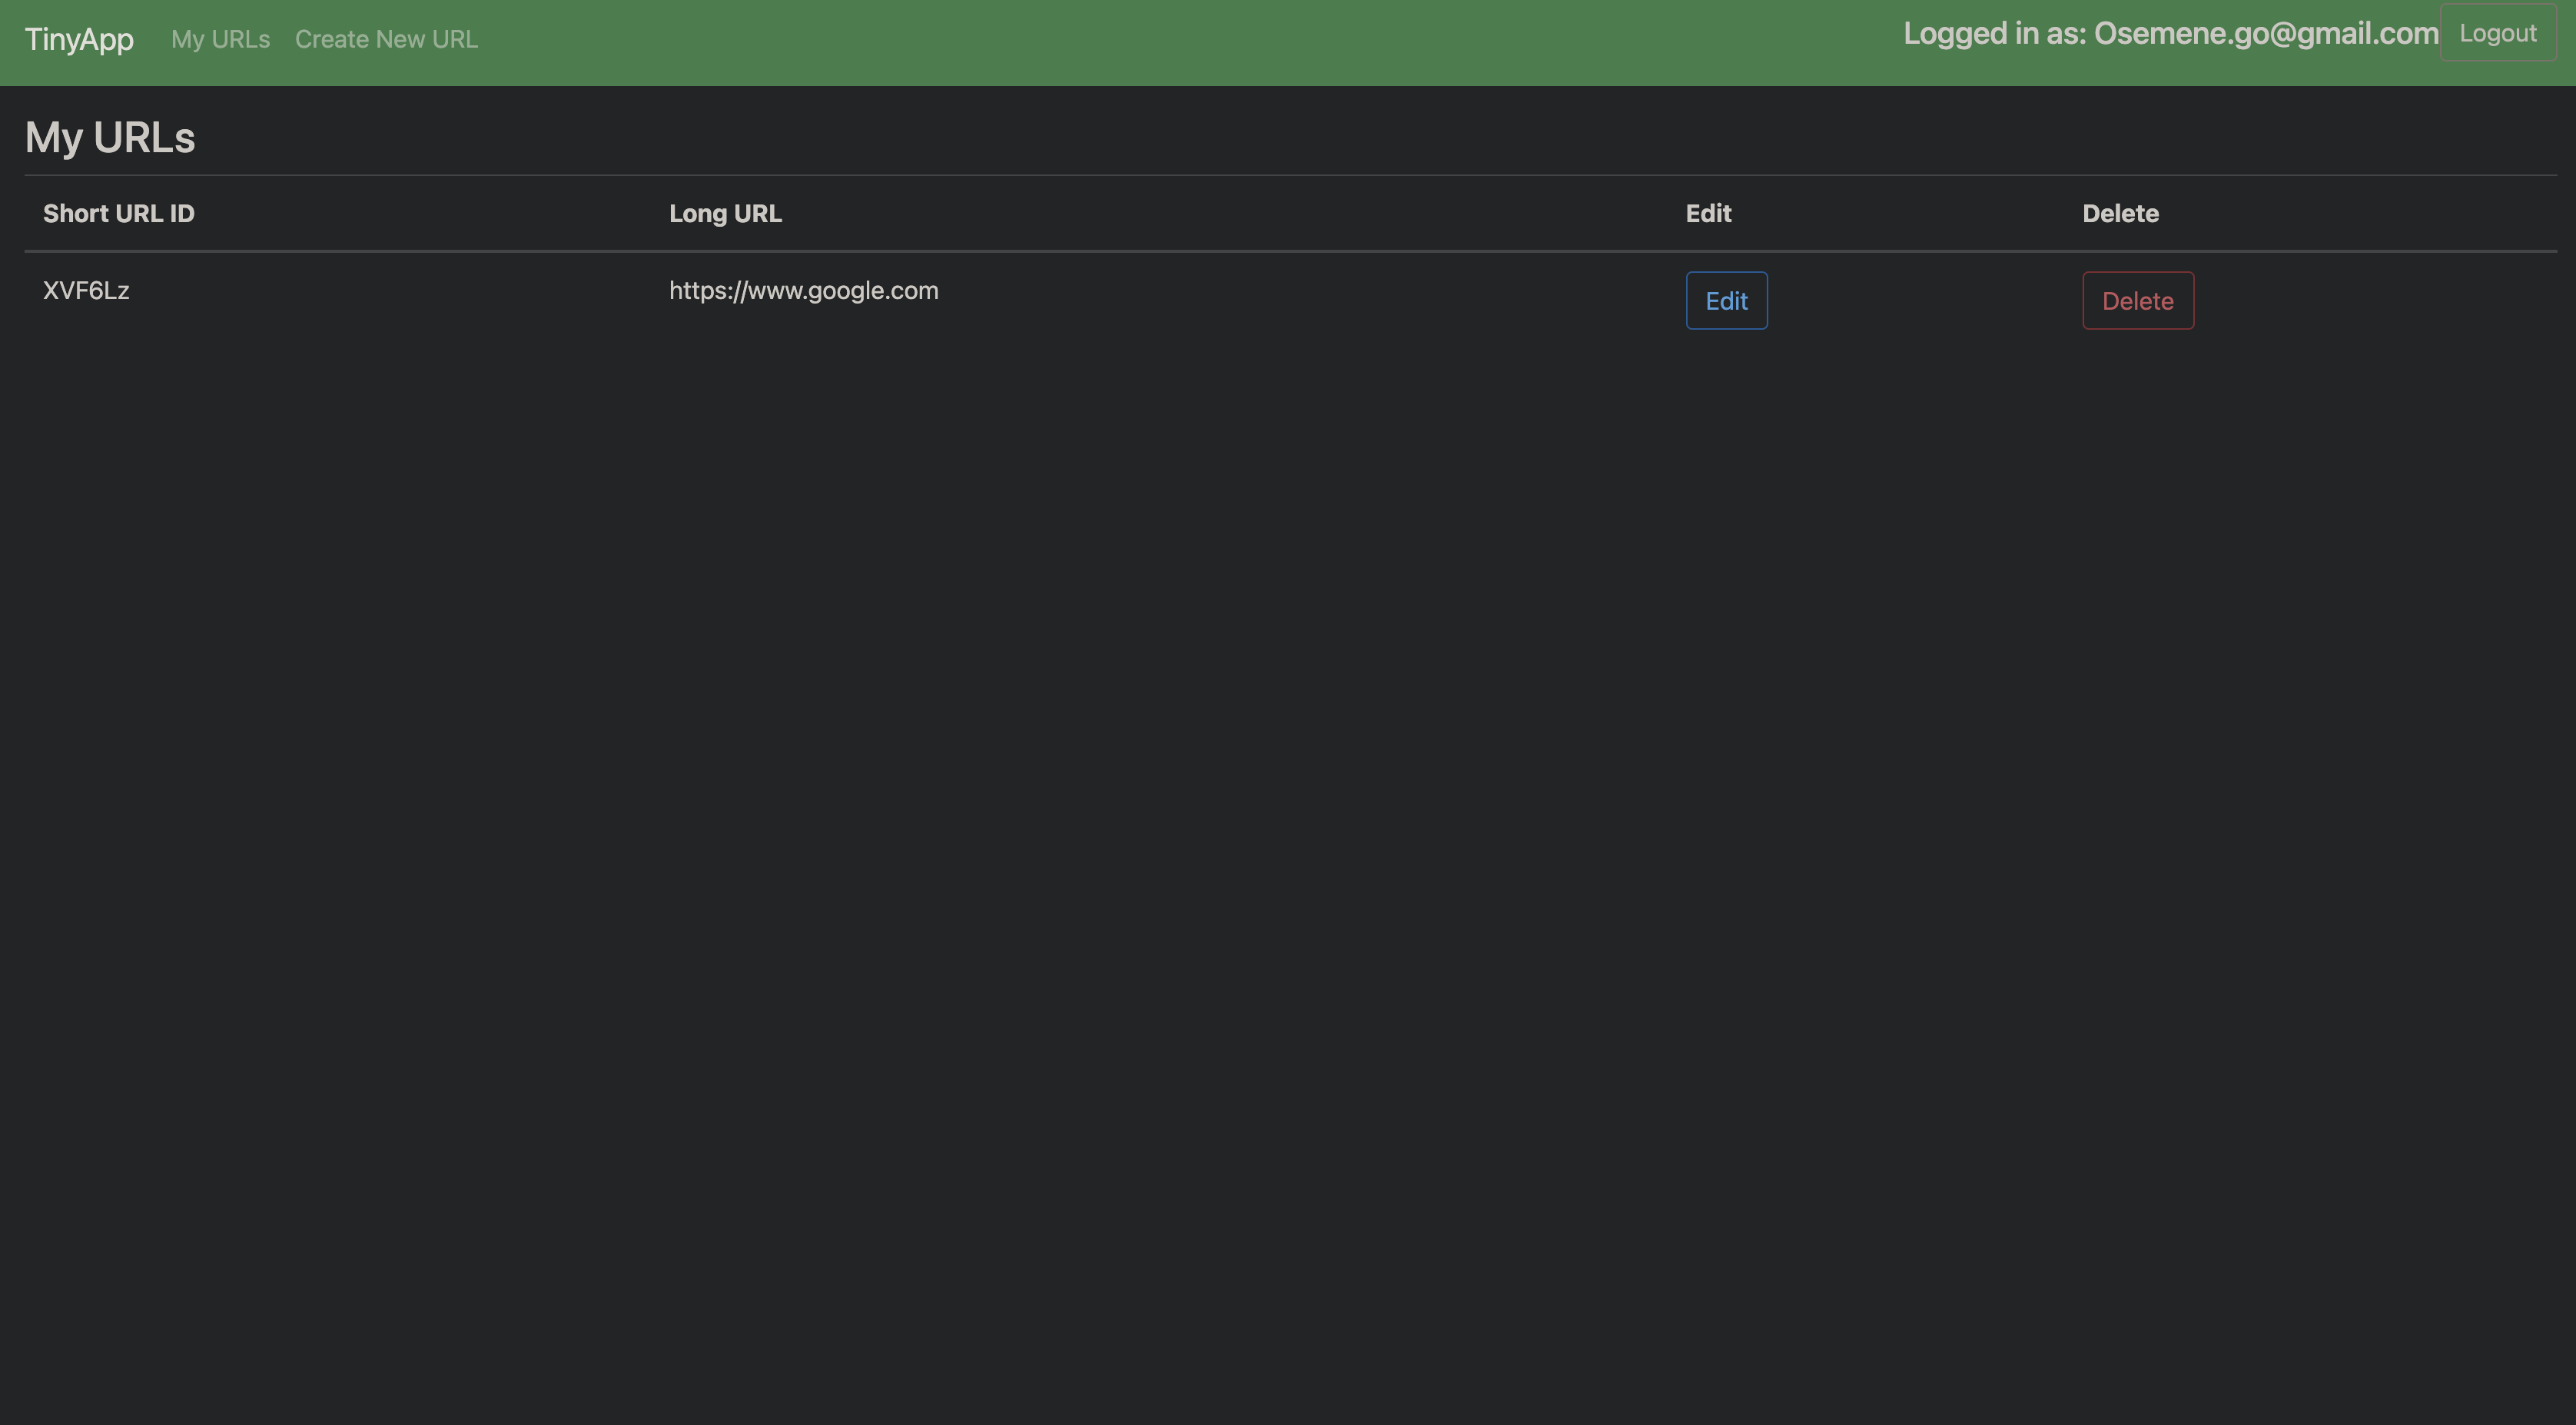 TinyApp My URLs Create New URL Logged in as: Osemene.go@gmail.com Logout
My URLs
Short URL ID Long URL Edit Delete
XVF6Lz https://www.google.com Edit Delete